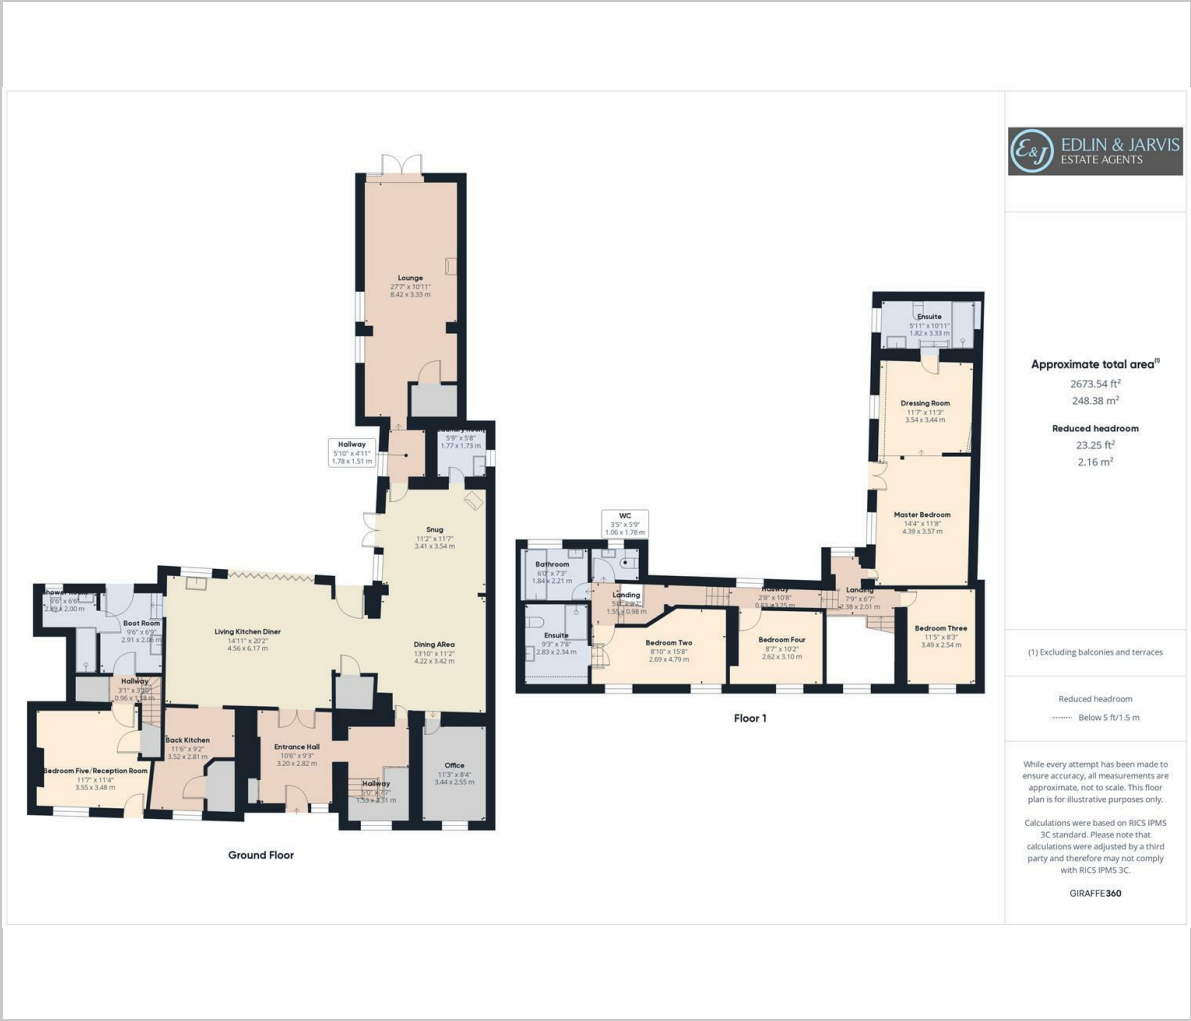 Lounge
27'7" x 10'11"
8.42 x 3.33 m
Hallway
5'10" x 4'11"
1.78 x 1.51 m
5'9" x 5'8"
1.77 x 1.73 m
Snug
11'2" x 11'7"
3.41 x 3.54 m
Boot Room
9'6" x 6'9"
Living Kitchen Diner
14'11" x 20'2"
4.56 x 6.17 m
Dining ARea
13'10" x 11'2"
4.22 x 3.42 m
Hallway
Back Kitchen
11'6" x 9'2"
3.52 x 2.81 m
Bedroom Five/Reception Room
11'7" x 11'4"
3.55 x 3.48 m
Entrance Hall
10'6" x 9'3"
3.20 x 2.82 m
Hallway
Office
11'3" x 8'4"
3.44 x 2.55 m
Ground Floor
Ensuite
5'11" x 10'11"
1.82 x 3.33 m
Dressing Room
11'7" x 11'3"
3.54 x 3.44 m
Master Bedroom
14'4" x 11'8"
4.39 x 3.57 m
WC
3'5" x 5'9"
1.06 x 1.78 m
Bathroom
6'0" x 7'3"
1.84 x 2.21 m
Landing
Hallway
2'8" x 10'8"
Landing
7'9" x 6'7"
2.38 x 2.01 m
Ensuite
9'3" x 7'8"
2.83 x 2.34 m
Bedroom Two
8'10" x 15'8"
2.69 x 4.79 m
Bedroom Four
8'7" x 10'2"
2.62 x 3.10 m
Bedroom Three
11'5" x 8'3"
3.49 x 2.54 m
Floor 1
E&J
EDLIN & JARVIS
ESTATE AGENTS
Approximate total area(1)
2673.54 ft²
248.38 m²
Reduced headroom
23.25 ft²
2.16 m²
(1) Excluding balconies and terraces
Reduced headroom
Below 5 ft/1.5 m
While every attempt has been made to
ensure accuracy, all measurements are
approximate, not to scale. This floor
plan is for illustrative purposes only.
Calculations were based on RICS IPMS
3C standard. Please note that
calculations were adjusted by a third
party and therefore may not comply
with RICS IPMS 3C.
GIRAFFE360